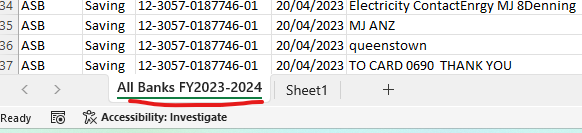 34 ASB Saving 12-3057-0187746-01 20/04/2023 Electricity ContactEnrgy MJ 8Denning
35 ASB Saving 12-3057-0187746-01 20/04/2023 MJ ANZ
36 ASB Saving 12-3057-0187746-01 20/04/2023 queenstown
37 ASB Saving 12-3057-0187746-01 20/04/2023 TO CARD 0690 THANK YOU
All Banks FY2023-2024 Sheet1 +
Ready Accessibility: Investigate